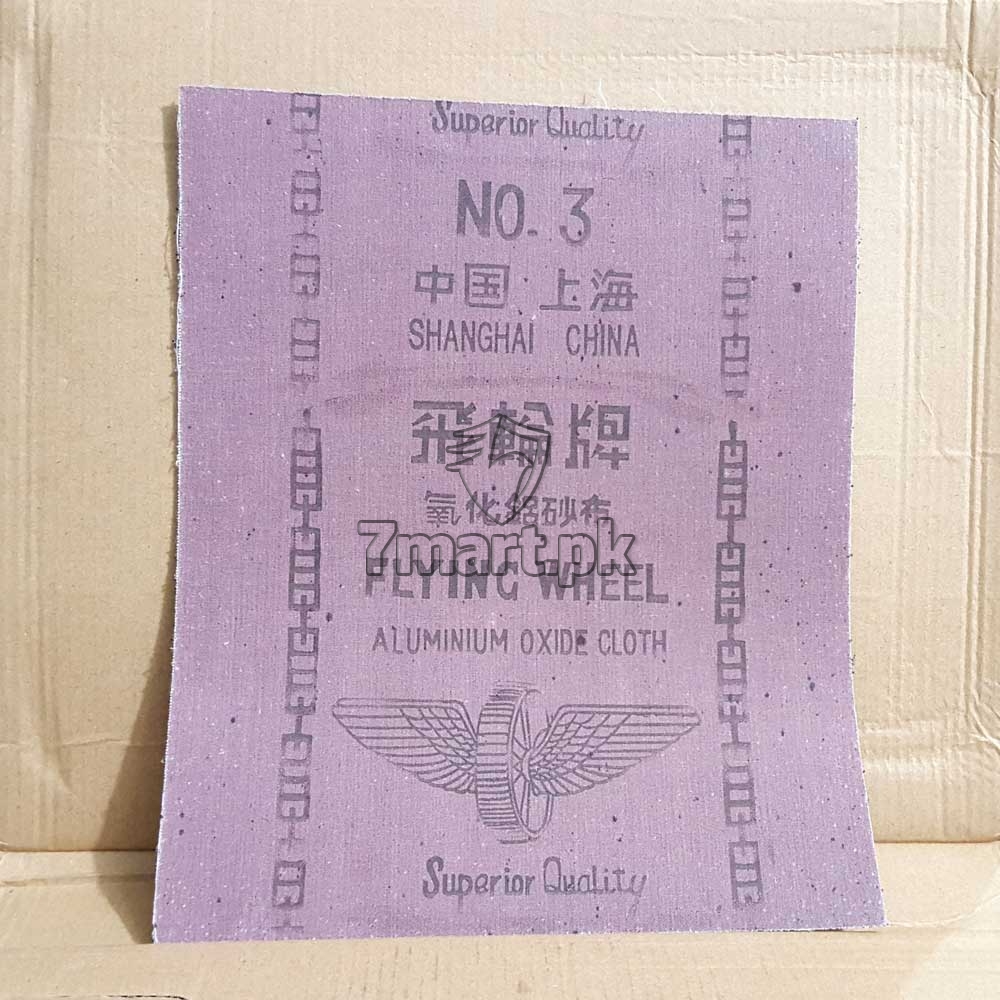 Superior Quality
NO. 3
中国 上海
SHANGHAI CHINA
飛輪牌
氧化鋁砂布
7mart.pk
FLYING WHEEL
ALUMINIUM OXIDE CLOTH
Superior Quality